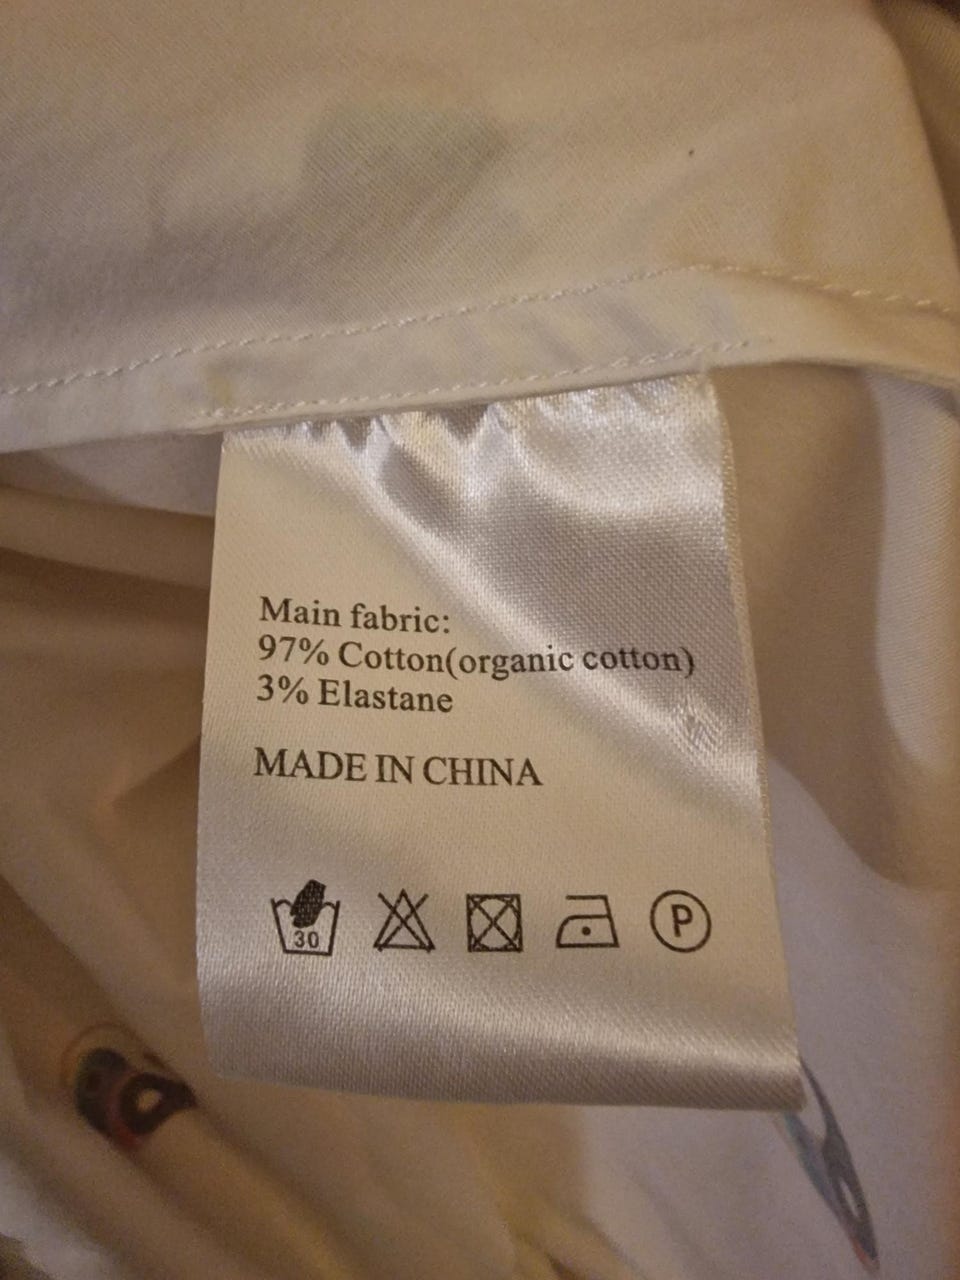 Main fabric:
97% Cotton(organic cotton)
3% Elastane
MADE IN CHINA
30
P